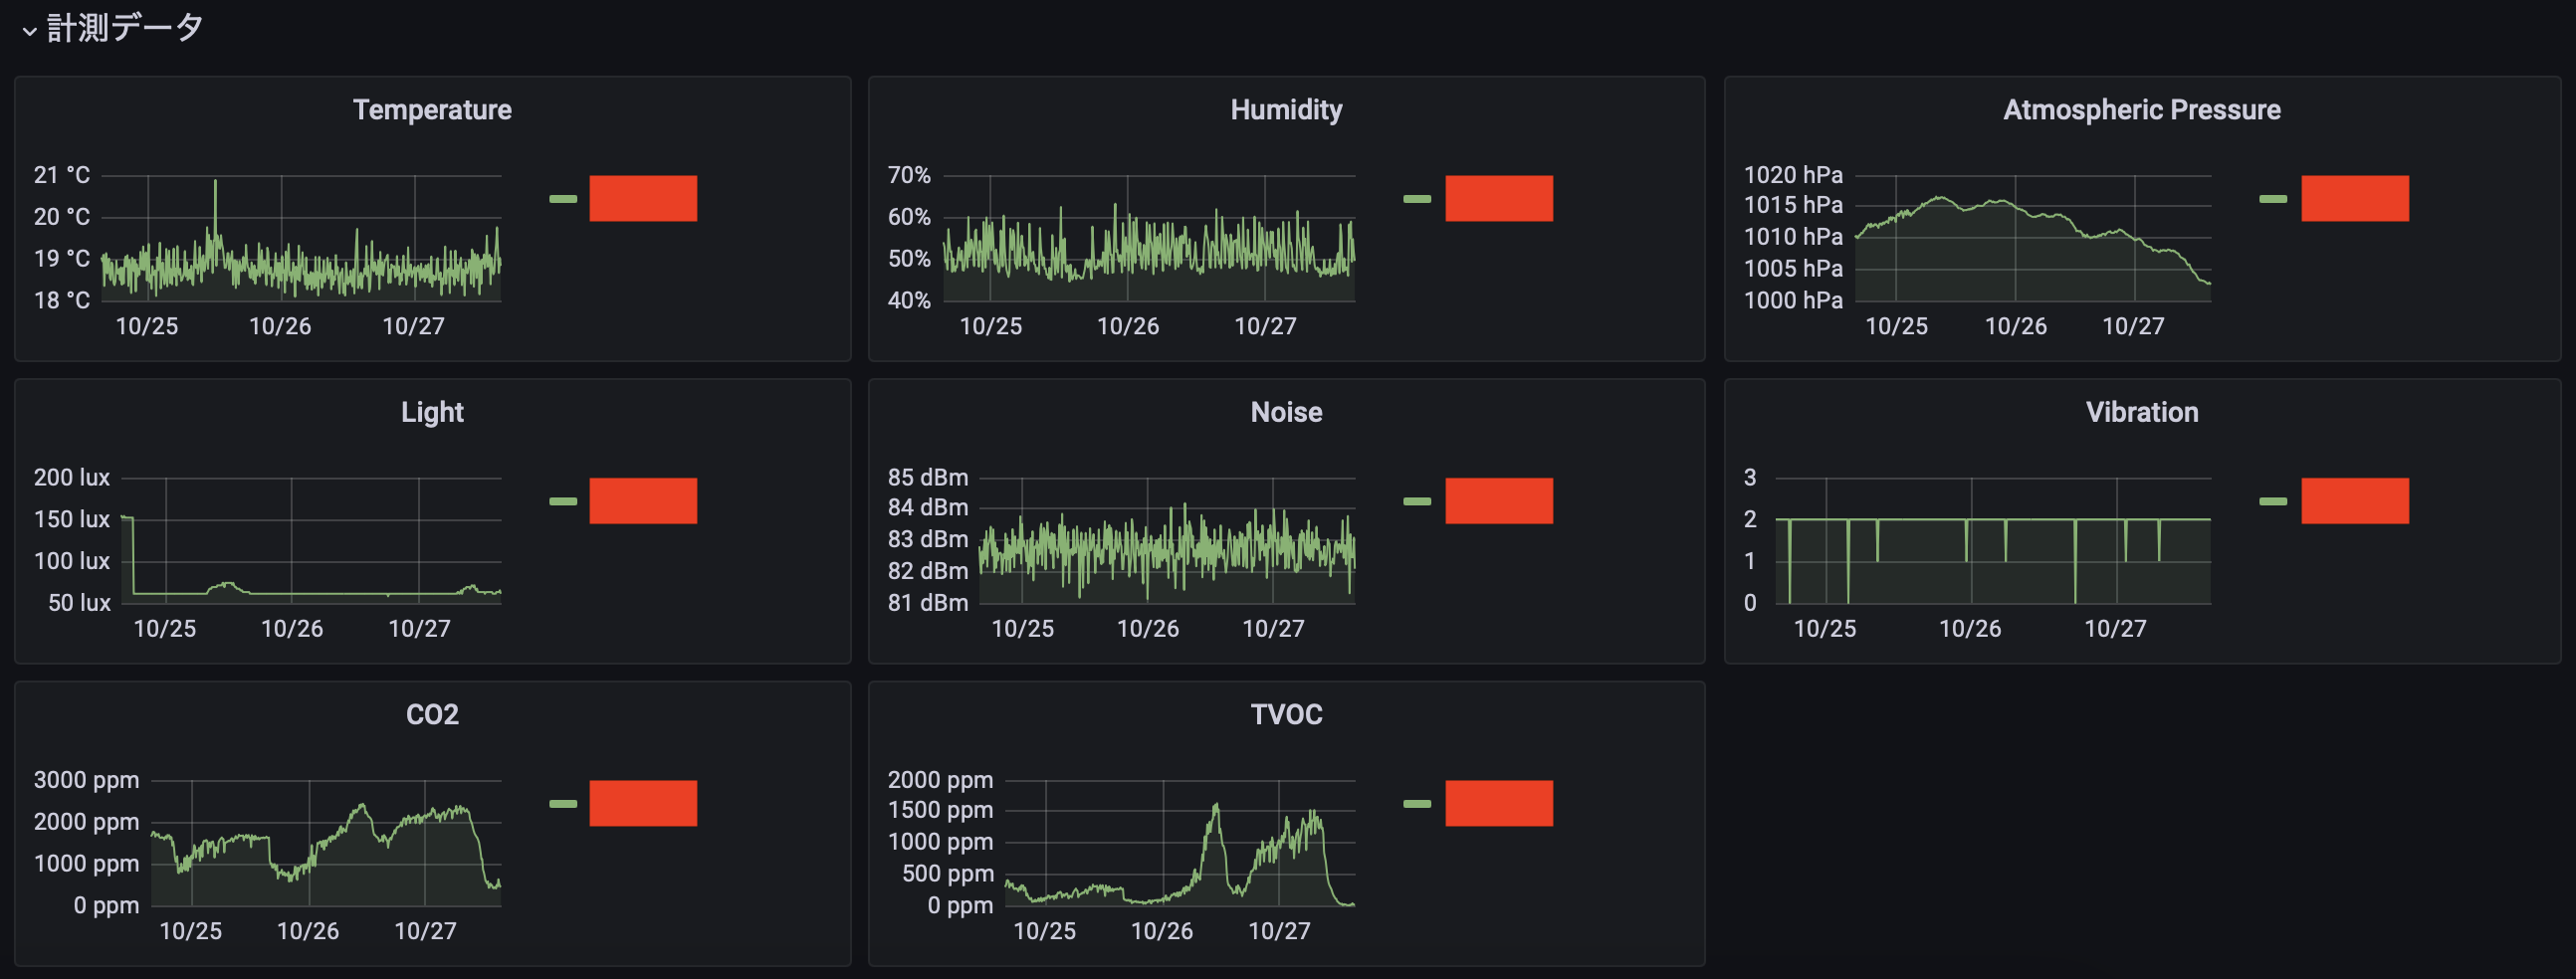 計測データ
Temperature
21 °C
20 °C
19 °C
18 °C
10/25 10/26 10/27
Humidity
70%
60%
50%
40%
10/25 10/26 10/27
Atmospheric Pressure
1020 hPa
1015 hPa
1010 hPa
1005 hPa
1000 hPa
10/25 10/26 10/27
Light
200 lux
150 lux
100 lux
50 lux
10/25 10/26 10/27
Noise
85 dBm
84 dBm
83 dBm
82 dBm
81 dBm
10/25 10/26 10/27
Vibration
3
2
1
0
10/25 10/26 10/27
CO2
3000 ppm
2000 ppm
1000 ppm
0 ppm
10/25 10/26 10/27
TVOC
2000 ppm
1500 ppm
1000 ppm
500 ppm
0 ppm
10/25 10/26 10/27